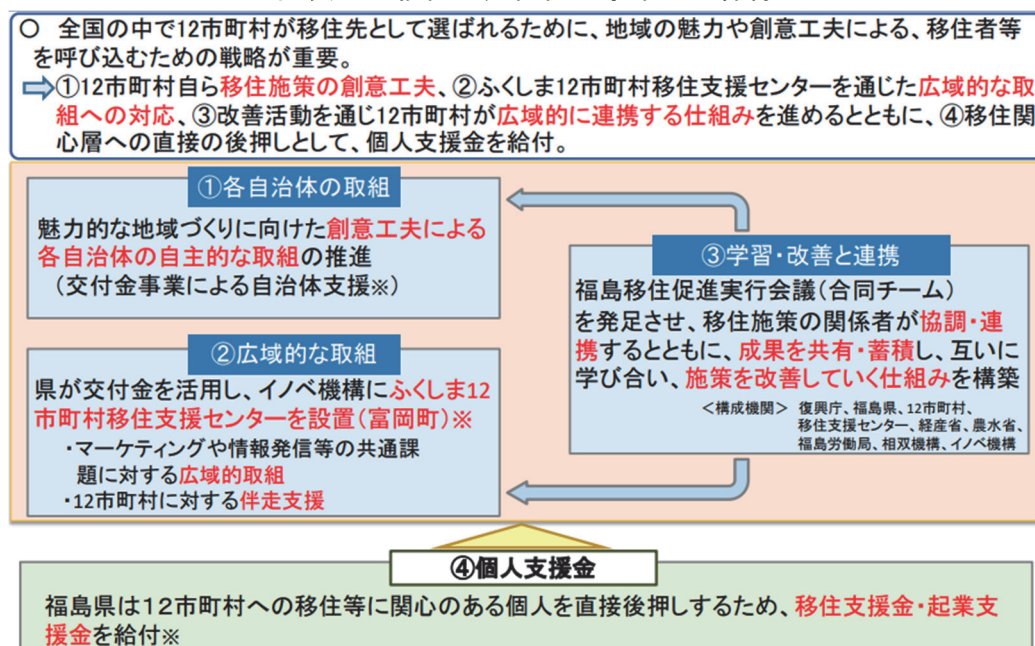 〇 全国の中で12市町村が移住先として選ばれるために、地域の魅力や創意工夫による、移住者等
を呼び込むための戦略が重要。
⇨①12市町村自ら移住施策の創意工夫、②ふくしま12市町村移住支援センターを通じた広域的な取
組への対応、③改善活動を通じ12市町村が広域的に連携する仕組みを進めるとともに、④移住関
心層への直接の後押しとして、個人支援金を給付。
①各自治体の取組
魅力的な地域づくりに向けた創意工夫による
各自治体の自主的な取組の推進
(交付金事業による自治体支援※)
②広域的な取組
県が交付金を活用し、イノベ機構にふくしま12
市町村移住支援センターを設置(富岡町)※
・マーケティングや情報発信等の共通課
題に対する広域的取組
・12市町村に対する伴走支援
③学習・改善と連携
福島移住促進実行会議(合同チーム)
を発足させ、移住施策の関係者が協調・連
携するとともに、成果を共有・蓄積し、互いに
学び合い、施策を改善していく仕組みを構築
<構成機関> 復興庁、福島県、12市町村、
移住支援センター、経産省、農水省、
福島労働局、相双機構、イノベ機構
④個人支援金
福島県は12市町村への移住等に関心のある個人を直接後押しするため、移住支援金・起業支
援金を給付※